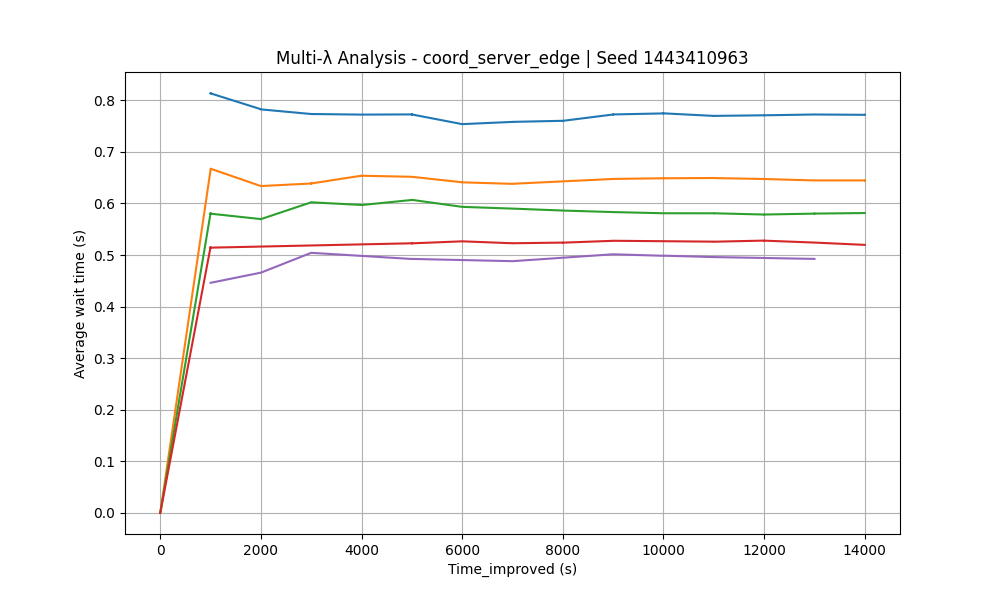 Multi-λ Analysis - coord_server_edge | Seed 1443410963
Average wait time (s)
0.8
0.7
0.6
0.5
0.4
0.3
0.2
0.1
0.0
0 2000 4000 6000 8000 10000 12000 14000
Time_improved (s)